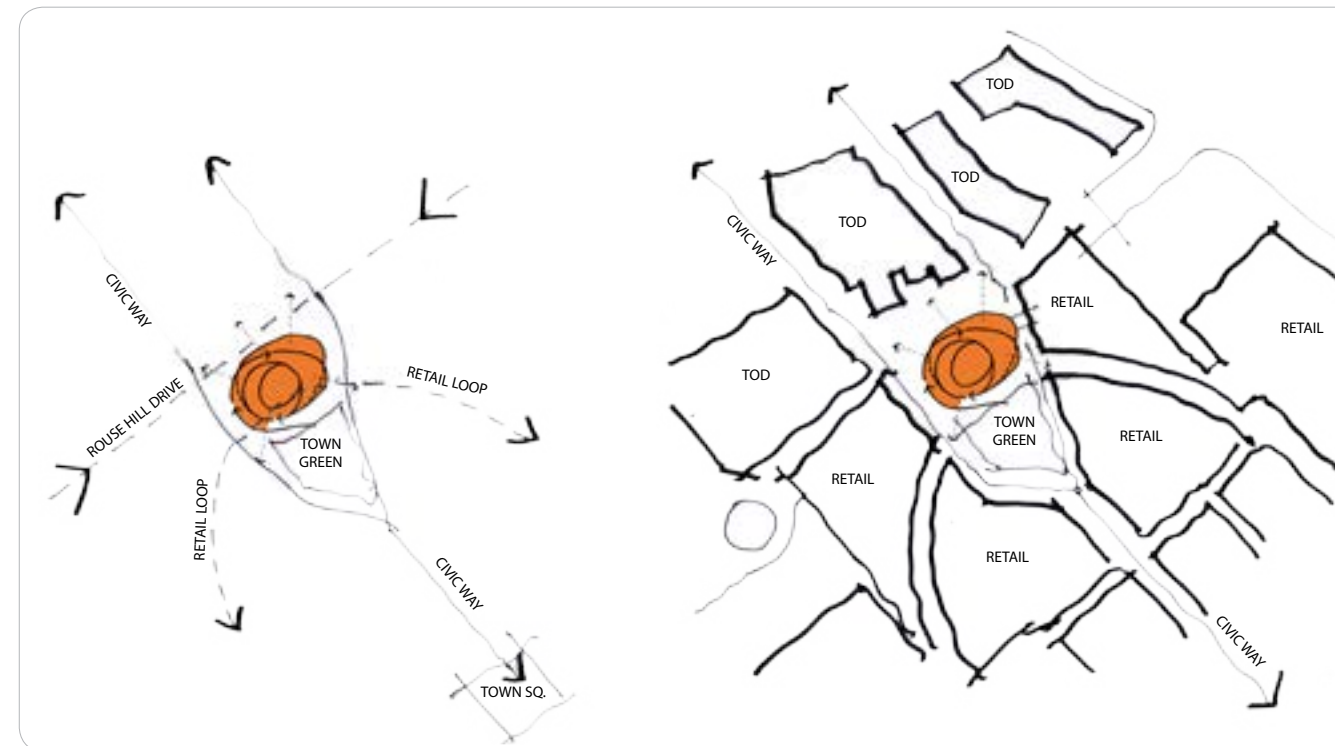 CIVIC WAY
ROUSE HILL DRIVE
RETAIL LOOP
TOWN
GREEN
RETAIL LOOP
CIVIC WAY
TOWN SQ.
TOD
TOD
TOD
CIVIC WAY
TOD
RETAIL
RETAIL
TOWN
GREEN
RETAIL
RETAIL
RETAIL
CIVIC WAY